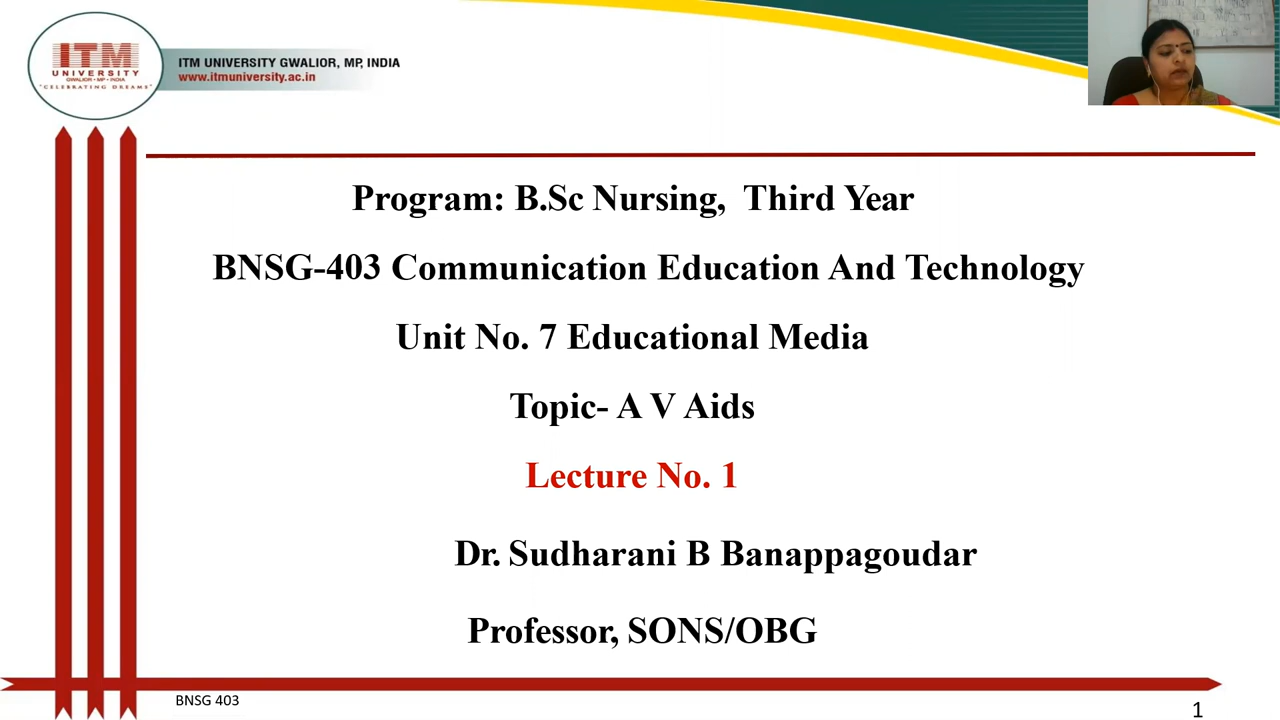 ITM
UNIVERSITY
GWALIOR • MP • INDIA
"CELEBRATING DREAMS"
ITM UNIVERSITY GWALIOR, MP, INDIA
www.itmuniversity.ac.in
Program: B.Sc Nursing, Third Year
BNSG-403 Communication Education And Technology
Unit No. 7 Educational Media
Topic- A V Aids
Lecture No. 1
Dr. Sudharani B Banappagoudar
Professor, SONS/OBG
BNSG 403
1